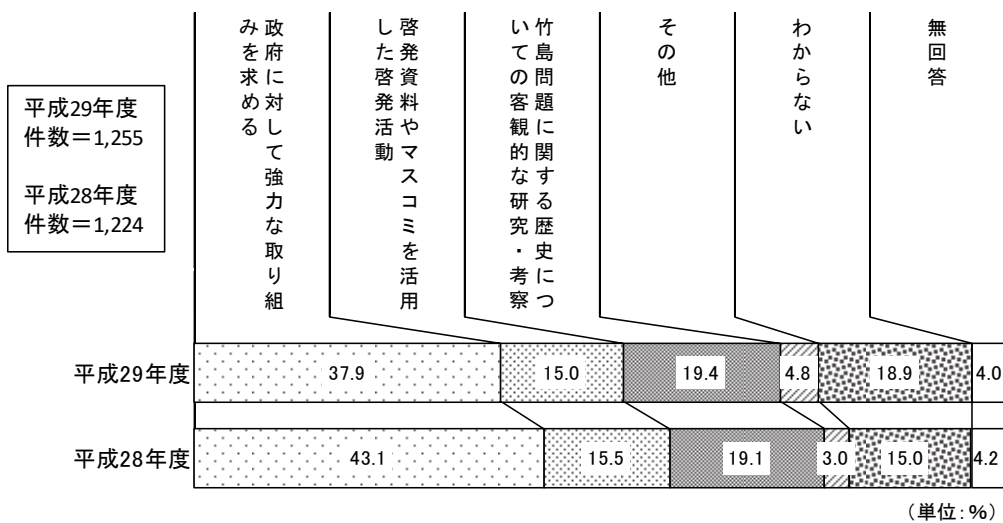 平成29年度
件数＝1,255
平成28年度
件数＝1,224
政府に対して強力な取り組
みを求める
啓発資料やマスコミを活用
した啓発活動
竹島問題に関する歴史につ
いての客観的な研究・考察
その他
わからない
無回答
平成29年度 37.9 15.0 19.4 4.8 18.9 4.0
平成28年度 43.1 15.5 19.1 3.0 15.0 4.2
（単位：％）